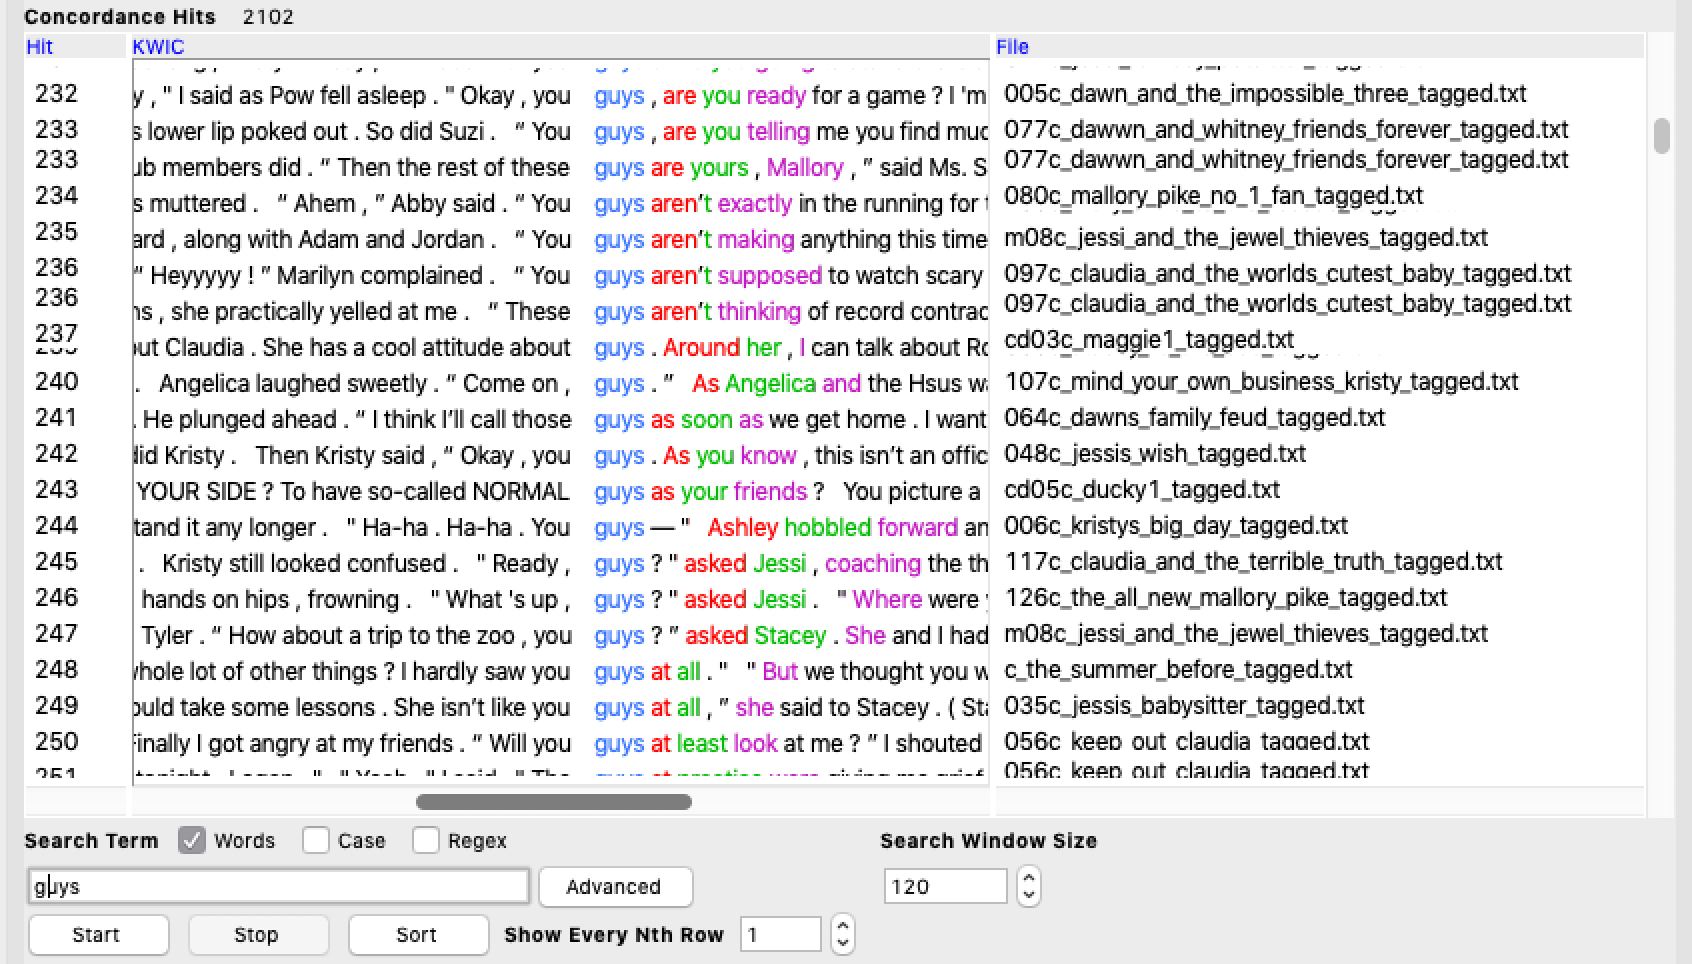 Concordance Hits 2102
Hit KWIC File
232 y , " I said as Pow fell asleep . " Okay , you guys , are you ready for a game ? I 'm 005c_dawn_and_the_impossible_three_tagged.txt
233 s lower lip poked out . So did Suzi . “ You guys , are you telling me you find muc 077c_dawwn_and_whitney_friends_forever_tagged.txt
233 ub members did . “ Then the rest of these guys are yours , Mallory , ” said Ms. S 077c_dawwn_and_whitney_friends_forever_tagged.txt
234 s muttered . “ Ahem , ” Abby said . “ You guys aren’t exactly in the running for 080c_mallory_pike_no_1_fan_tagged.txt
235 ard , along with Adam and Jordan . “ You guys aren’t making anything this time m08c_jessi_and_the_jewel_thieves_tagged.txt
236 “ Heyyyyy ! ” Marilyn complained . “ You guys aren’t supposed to watch scary 097c_claudia_and_the_worlds_cutest_baby_tagged.txt
236 ns , she practically yelled at me . “ These guys aren’t thinking of record contrac 097c_claudia_and_the_worlds_cutest_baby_tagged.txt
237 out Claudia . She has a cool attitude about guys . Around her , I can talk about Ro cd03c_maggie1_tagged.txt
240 . Angelica laughed sweetly . “ Come on , guys . ” As Angelica and the Hsus wa 107c_mind_your_own_business_kristy_tagged.txt
241 . He plunged ahead . “ I think I’ll call those guys as soon as we get home . I want 064c_dawns_family_feud_tagged.txt
242 did Kristy . Then Kristy said , “ Okay , you guys . As you know , this isn’t an offic 048c_jessis_wish_tagged.txt
243 YOUR SIDE ? To have so-called NORMAL guys as your friends ? You picture a cd05c_ducky1_tagged.txt
244 tand it any longer . " Ha-ha . Ha-ha . You guys — " Ashley hobbled forward an 006c_kristys_big_day_tagged.txt
245 . Kristy still looked confused . " Ready , guys ? " asked Jessi , coaching the th 117c_claudia_and_the_terrible_truth_tagged.txt
246 hands on hips , frowning . " What 's up , guys ? " asked Jessi . " Where were 126c_the_all_new_mallory_pike_tagged.txt
247 Tyler . “ How about a trip to the zoo , you guys ? ” asked Stacey . She and I had m08c_jessi_and_the_jewel_thieves_tagged.txt
248 whole lot of other things ? I hardly saw you guys at all . " " But we thought you w c_the_summer_before_tagged.txt
249 ould take some lessons . She isn’t like you guys at all , ” she said to Stacey . ( Sta 035c_jessis_babysitter_tagged.txt
250 Finally I got angry at my friends . “ Will you guys at least look at me ? ” I shouted 056c_keep_out_claudia_tagged.txt
251 056c_keep_out_claudia_tagged.txt
Search Term Words Case Regex Search Window Size
guys Advanced 120
Start Stop Sort Show Every Nth Row 1